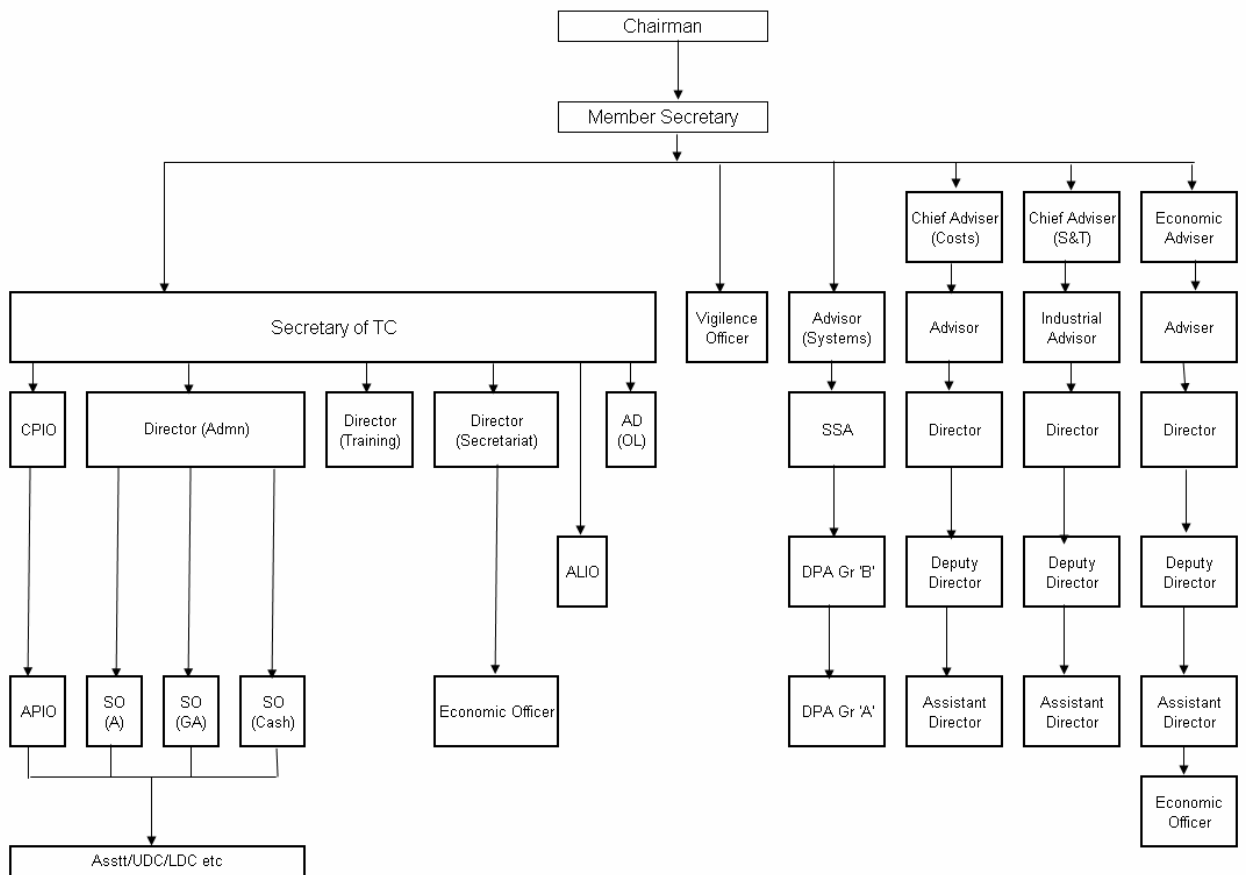 Chairman
Member Secretary
Chief Adviser
(Costs)
Chief Adviser
(S&T)
Economic
Adviser
Secretary of TC
Vigilence
Officer
Advisor
(Systems)
Advisor
Industrial
Advisor
Adviser
CPIO
Director (Admn)
Director
(Training)
Director
(Secretariat)
AD
(OL)
SSA
Director
Director
Director
ALIO
DPA Gr 'B'
Deputy
Director
Deputy
Director
Deputy
Director
APIO
SO
(A)
SO
(GA)
SO
(Cash)
Economic Officer
DPA Gr 'A'
Assistant
Director
Assistant
Director
Assistant
Director
Economic
Officer
Asstt/UDC/LDC etc